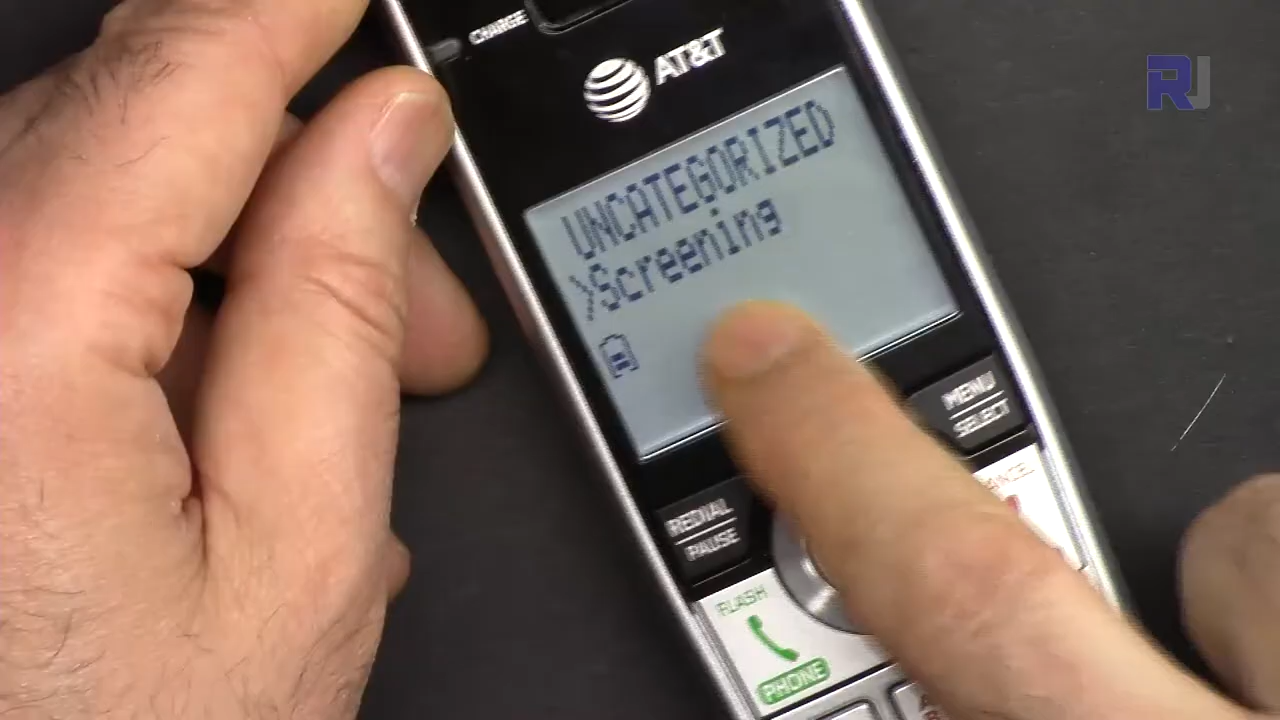 CHARGE
AT&T
RJ
UNCATEGORIZED
>Screening
MENU
SELECT
REDIAL
PAUSE
FLASH
PHONE